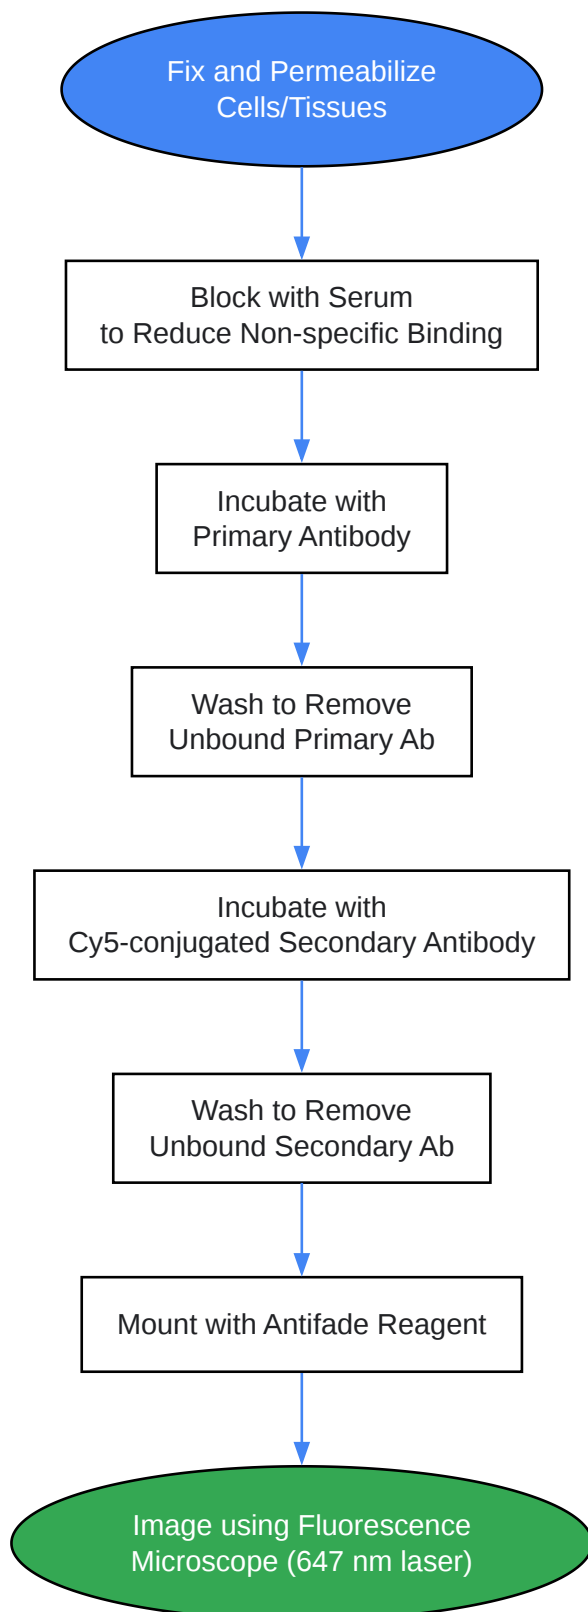 Fix and Permeabilize
Cells/Tissues
Block with Serum
to Reduce Non-specific Binding
Incubate with
Primary Antibody
Wash to Remove
Unbound Primary Ab
Incubate with
Cy5-conjugated Secondary Antibody
Wash to Remove
Unbound Secondary Ab
Mount with Antifade Reagent
Image using Fluorescence
Microscope (647 nm laser)